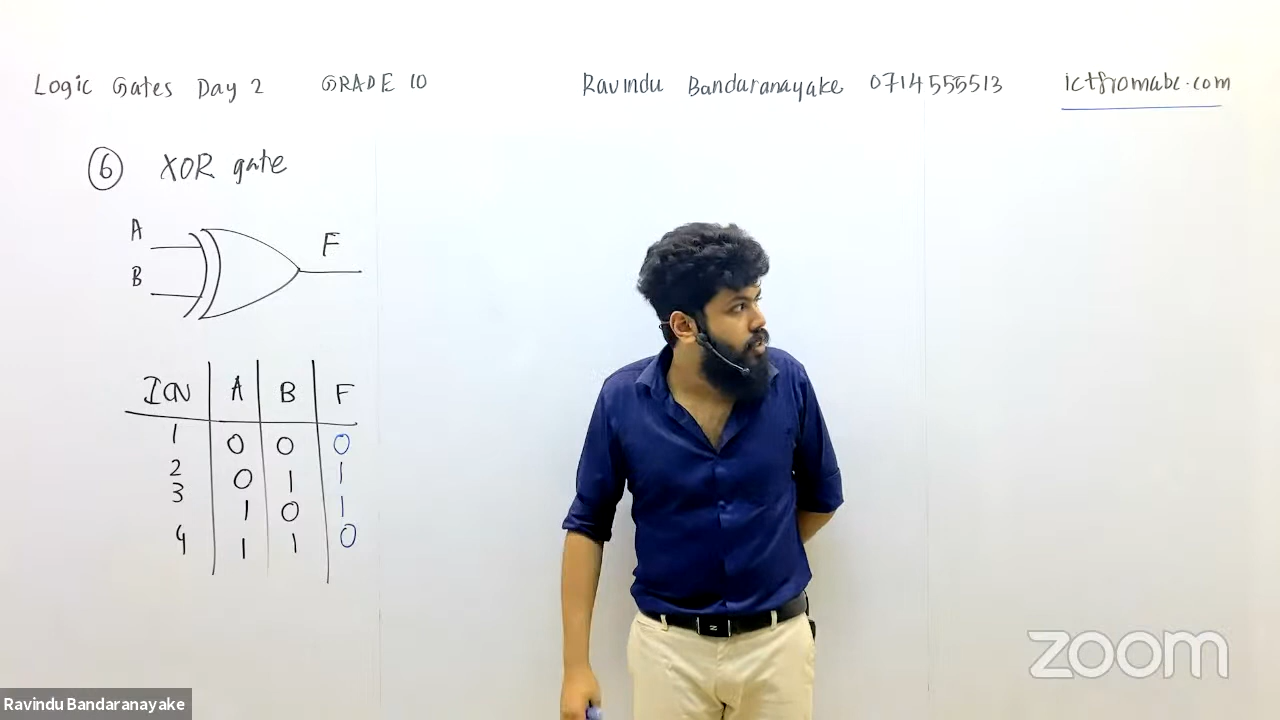 Logic Gates Day 2 GRADE 10 Ravindu Bandaranayake 0714555513 ictfromabc.com
6 XOR gate
A
F
B
ICN A B F
1 0 0 0
2 0 1 1
3 1 0 1
4 1 1 0
zoom
Ravindu Bandaranayake